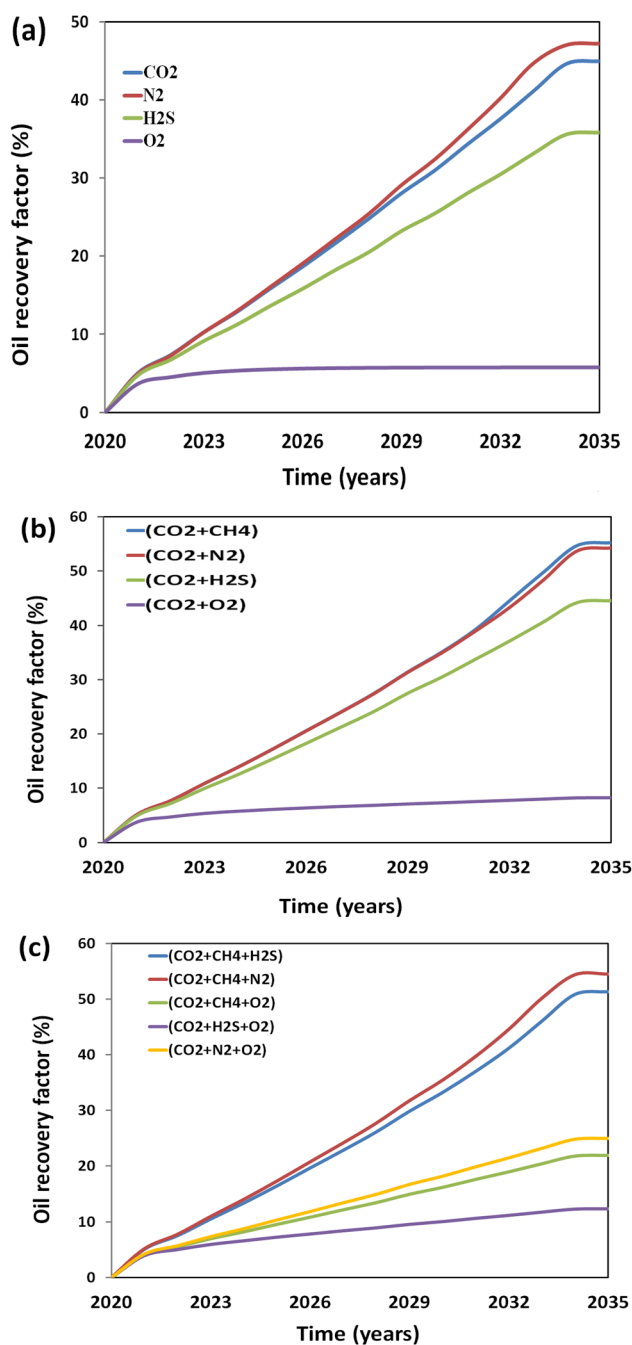 (a)
50
40
30
20
10
0
Oil recovery factor (%)
CO2
N2
H2S
O2
2020 2023 2026 2029 2032 2035
Time (years)
(b)
60
50
40
30
20
10
0
Oil recovery factor (%)
(CO2+CH4)
(CO2+N2)
(CO2+H2S)
(CO2+O2)
2020 2023 2026 2029 2032 2035
Time (years)
(c)
60
50
40
30
20
10
0
Oil recovery factor (%)
(CO2+CH4+H2S)
(CO2+CH4+N2)
(CO2+CH4+O2)
(CO2+H2S+O2)
(CO2+N2+O2)
2020 2023 2026 2029 2032 2035
Time (years)